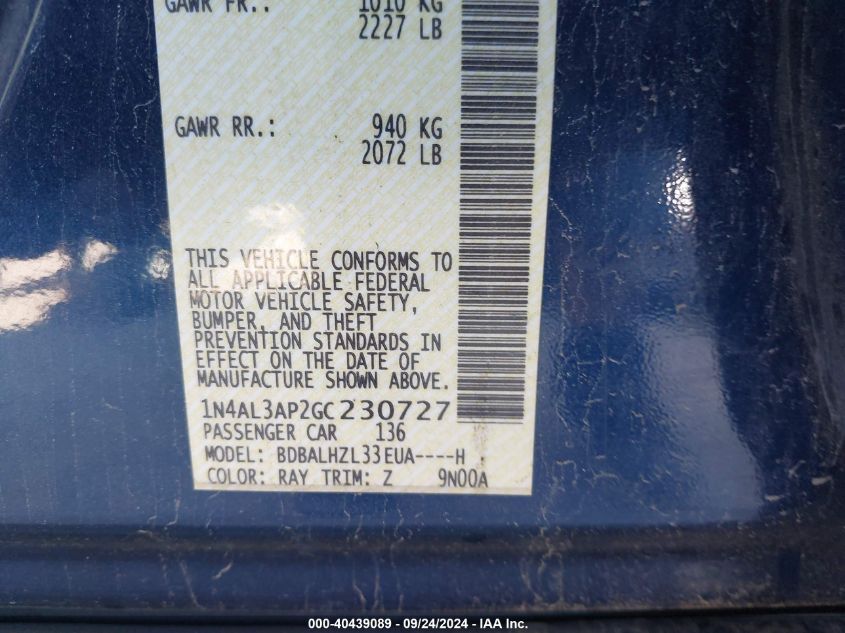 GAWR FR.: 1010 KG
2227 LB
GAWR RR.: 940 KG
2072 LB
THIS VEHICLE CONFORMS TO
ALL APPLICABLE FEDERAL
MOTOR VEHICLE SAFETY,
BUMPER, AND THEFT
PREVENTION STANDARDS IN
EFFECT ON THE DATE OF
MANUFACTURE SHOWN ABOVE.
1N4AL3AP2GC230727
PASSENGER CAR 136
MODEL: BDBALHZL33EUA----H
COLOR: RAY TRIM: Z 9N00A
000-40439089 - 09/24/2024 - IAA Inc.